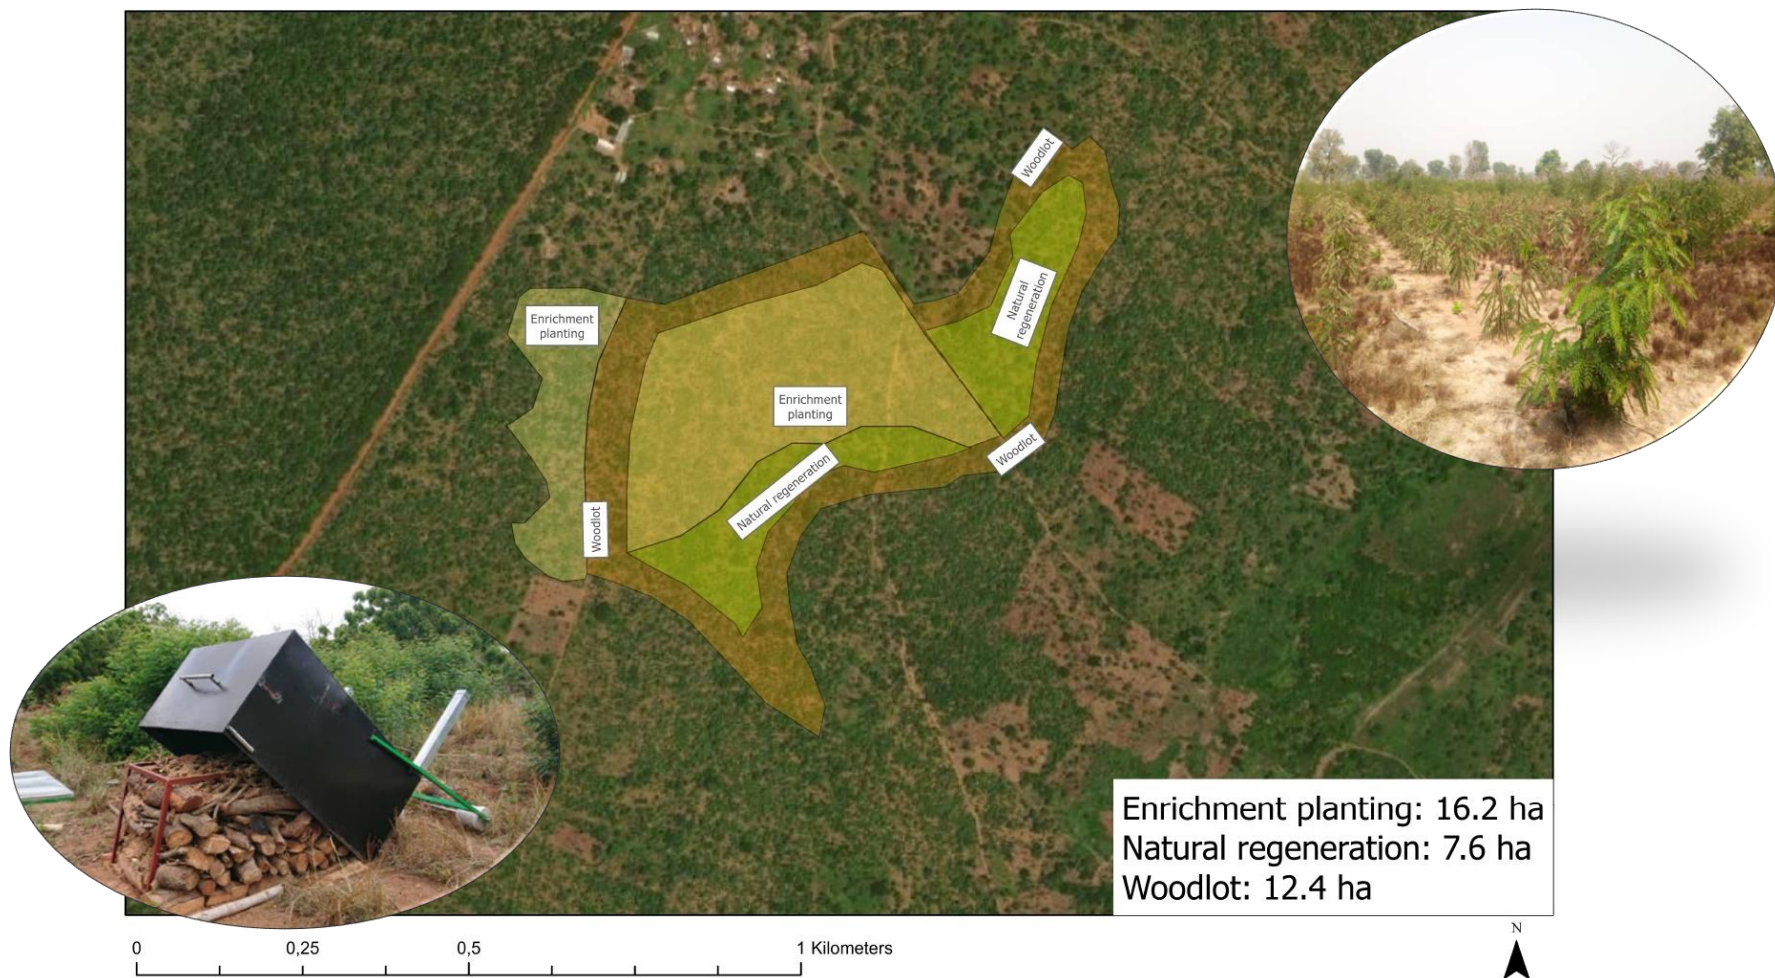 Woodlot
Natural
regeneration
Enrichment
planting
Enrichment
planting
Woodlot
Natural regeneration
Woodlot
Enrichment planting: 16.2 ha
Natural regeneration: 7.6 ha
Woodlot: 12.4 ha
0 0,25 0,5 1 Kilometers
N